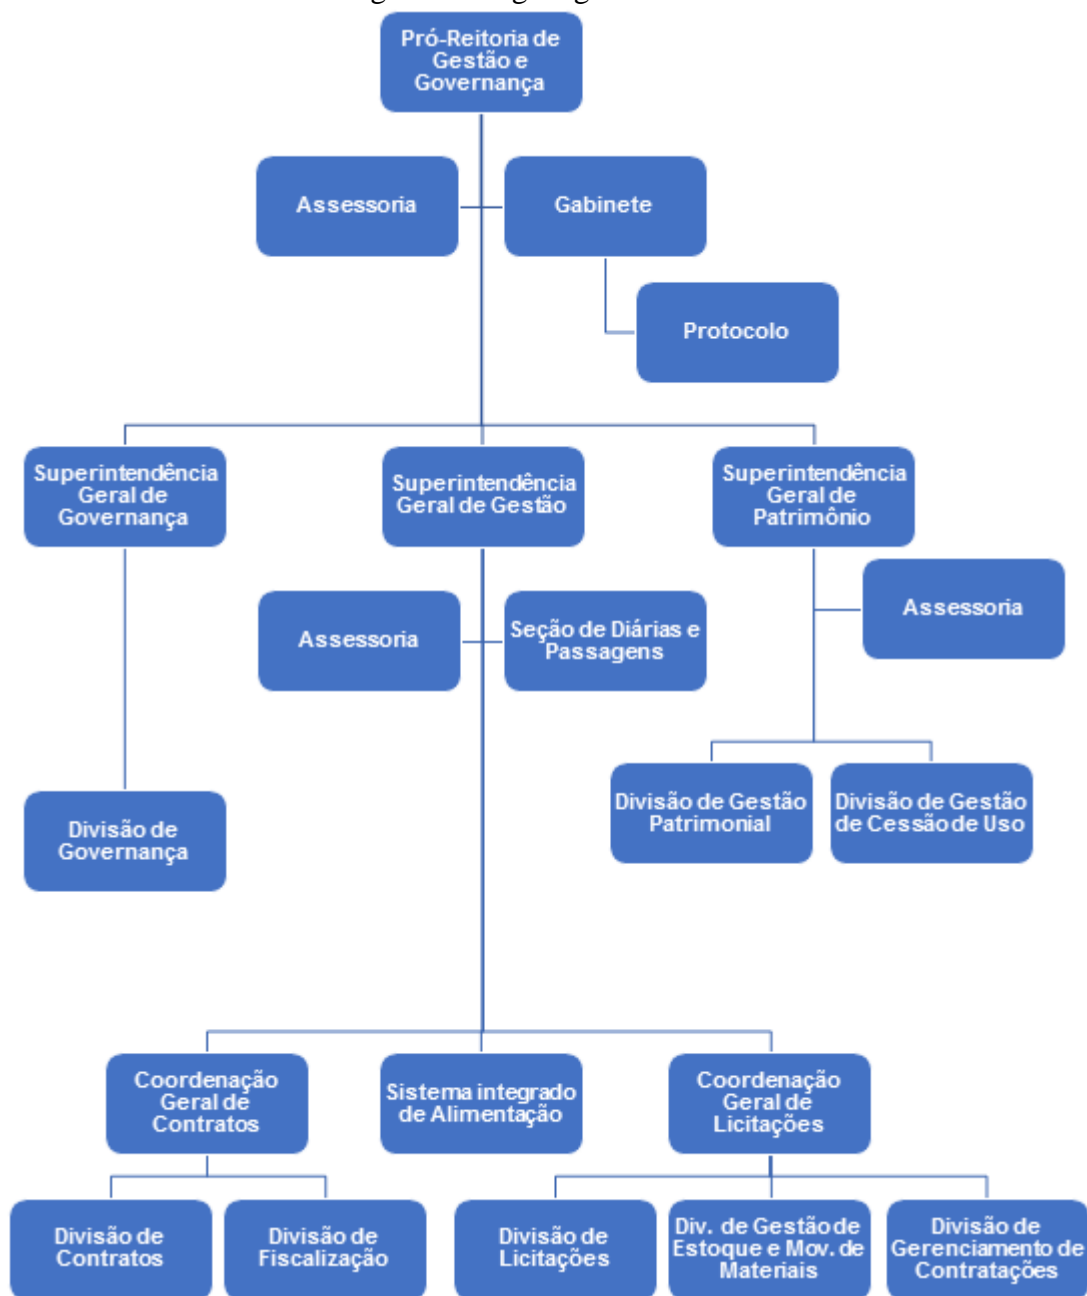 Pró-Reitoria de
Gestão e
Governança
Assessoria
Gabinete
Protocolo
Superintendência
Geral de
Governança
Superintendência
Geral de Gestão
Superintendência
Geral de
Patrimônio
Assessoria
Assessoria
Seção de Diárias e
Passagens
Divisão de Governança
Divisão de Gestão
Patrimonial
Divisão de Gestão
de Cessão de Uso
Coordenação
Geral de
Contratos
Sistema integrado
de Alimentação
Coordenação
Geral de
Licitações
Divisão de
Contratos
Divisão de
Fiscalização
Divisão de
Licitações
Div. de Gestão de
Estoque e Mov. de
Materiais
Divisão de
Gerenciamento de
Contratações